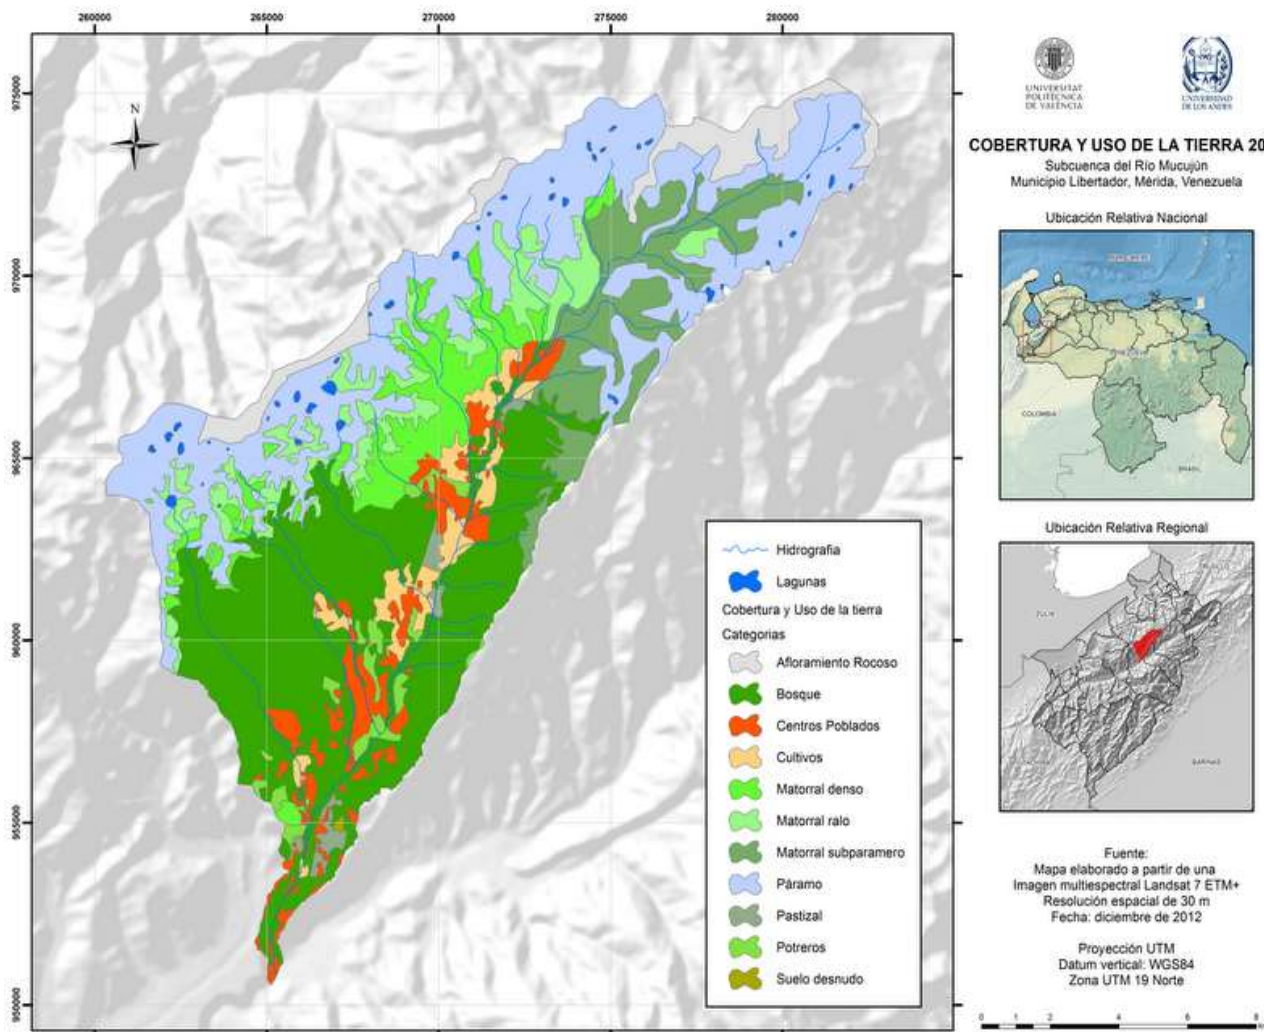 260000
265000
270000
275000
280000
975000
970000
965000
960000
955000
950000
N
Hidrografia
Lagunas
Cobertura y Uso de la tierra
Categorias
Afloramiento Rocoso
Bosque
Centros Poblados
Cultivos
Matorral denso
Matorral ralo
Matorral subparamero
Páramo
Pastizal
Potreros
Suelo desnudo
UNIVERSITAT
POLITÈCNICA
DE VALÈNCIA
UNIVERSIDAD
DE LOS ANDES
COBERTURA Y USO DE LA TIERRA 20
Subcuenca del Río Mucujún
Municipio Libertador, Mérida, Venezuela
Ubicación Relativa Nacional
COLOMBIA
BRASIL
Ubicación Relativa Regional
ZULIA
BARINAS
Fuente:
Mapa elaborado a partir de una
Imagen multiespectral Landsat 7 ETM+
Resolución espacial de 30 m
Fecha: diciembre de 2012
Proyección UTM
Datum vertical: WGS84
Zona UTM 19 Norte
0 1 2 4 6 8